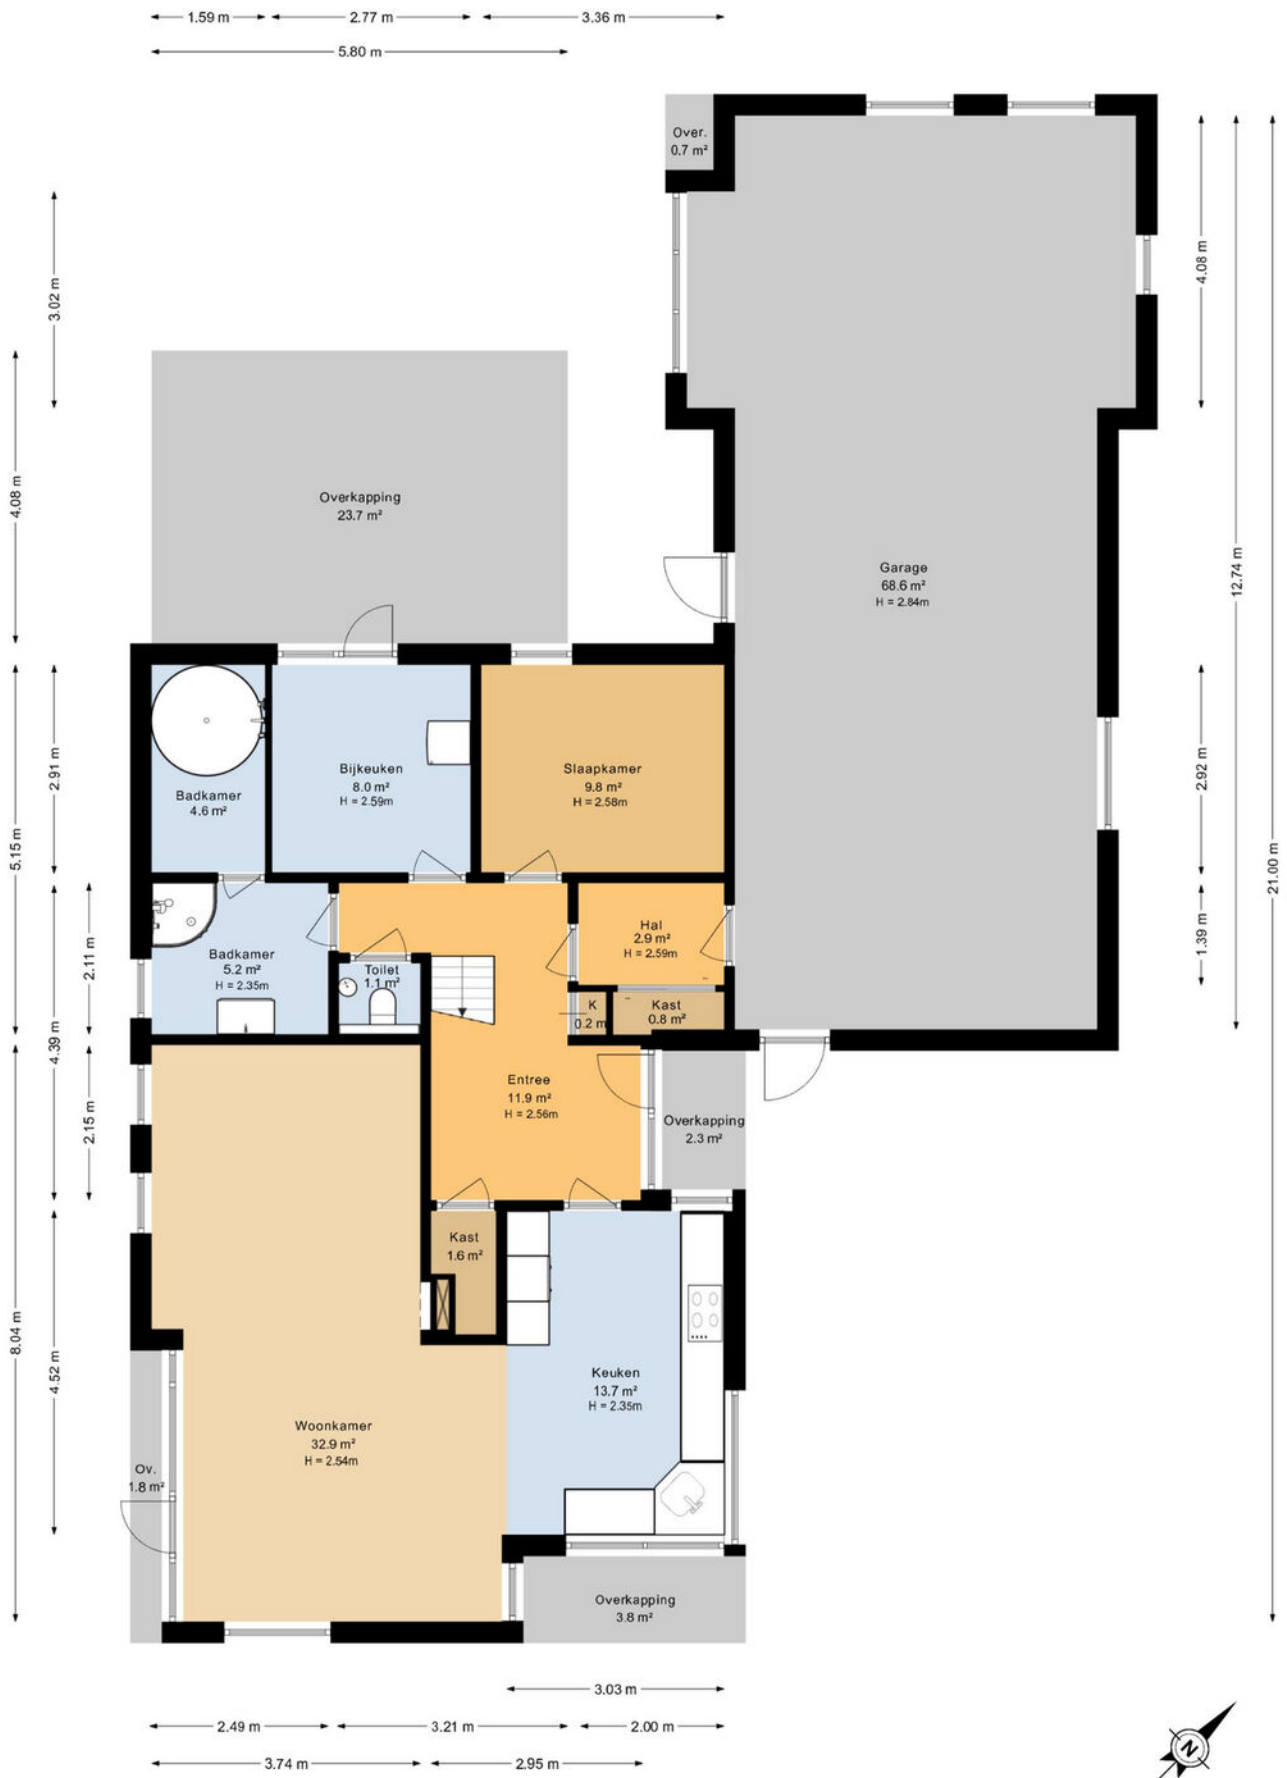 1.59 m
2.77 m
3.36 m
5.80 m
Over.
0.7 m²
3.02 m
4.08 m
4.08 m
Overkapping
23.7 m²
12.74 m
Garage
68.6 m²
H = 2.84m
21.00 m
5.15 m
2.91 m
Badkamer
4.6 m²
Bijkeuken
8.0 m²
H = 2.59m
Slaapkamer
9.8 m²
H = 2.58m
2.92 m
4.39 m
2.11 m
Badkamer
5.2 m²
H = 2.35m
Toilet
1.1 m²
Hal
2.9 m²
H = 2.59m
1.39 m
K
0.2 m
Kast
0.8 m²
2.15 m
Entree
11.9 m²
H = 2.56m
Overkapping
2.3 m²
Kast
1.6 m²
8.04 m
4.52 m
Keuken
13.7 m²
H = 2.35m
Woonkamer
32.9 m²
H = 2.54m
Ov.
1.8 m²
Overkapping
3.8 m²
3.03 m
2.49 m
3.21 m
2.00 m
3.74 m
2.95 m
N